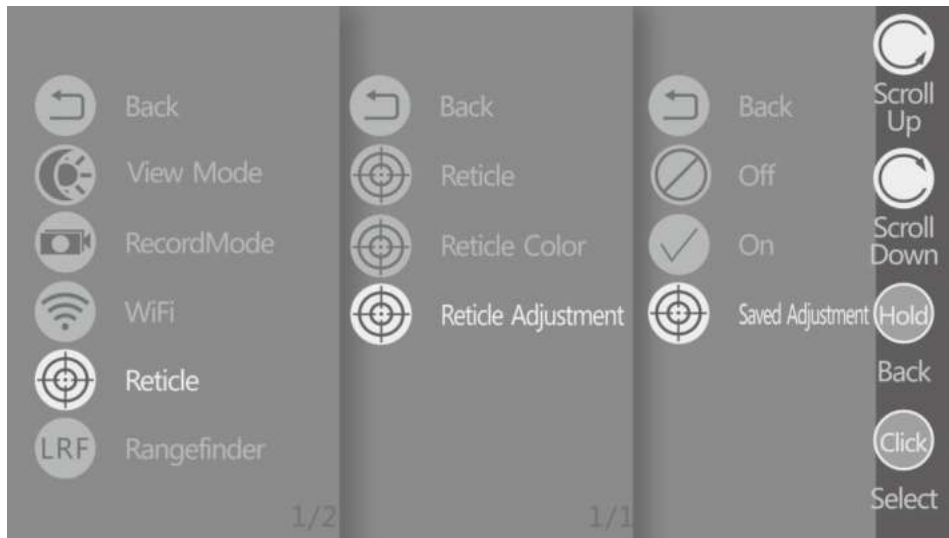 Back
View Mode
RecordMode
WiFi
Reticle
LRF Rangefinder
1/2
Back
Reticle
Reticle Color
Reticle Adjustment
1/1
Back
Off
On
Saved Adjustment
Scroll
Up
Scroll
Down
Hold
Back
Click
Select